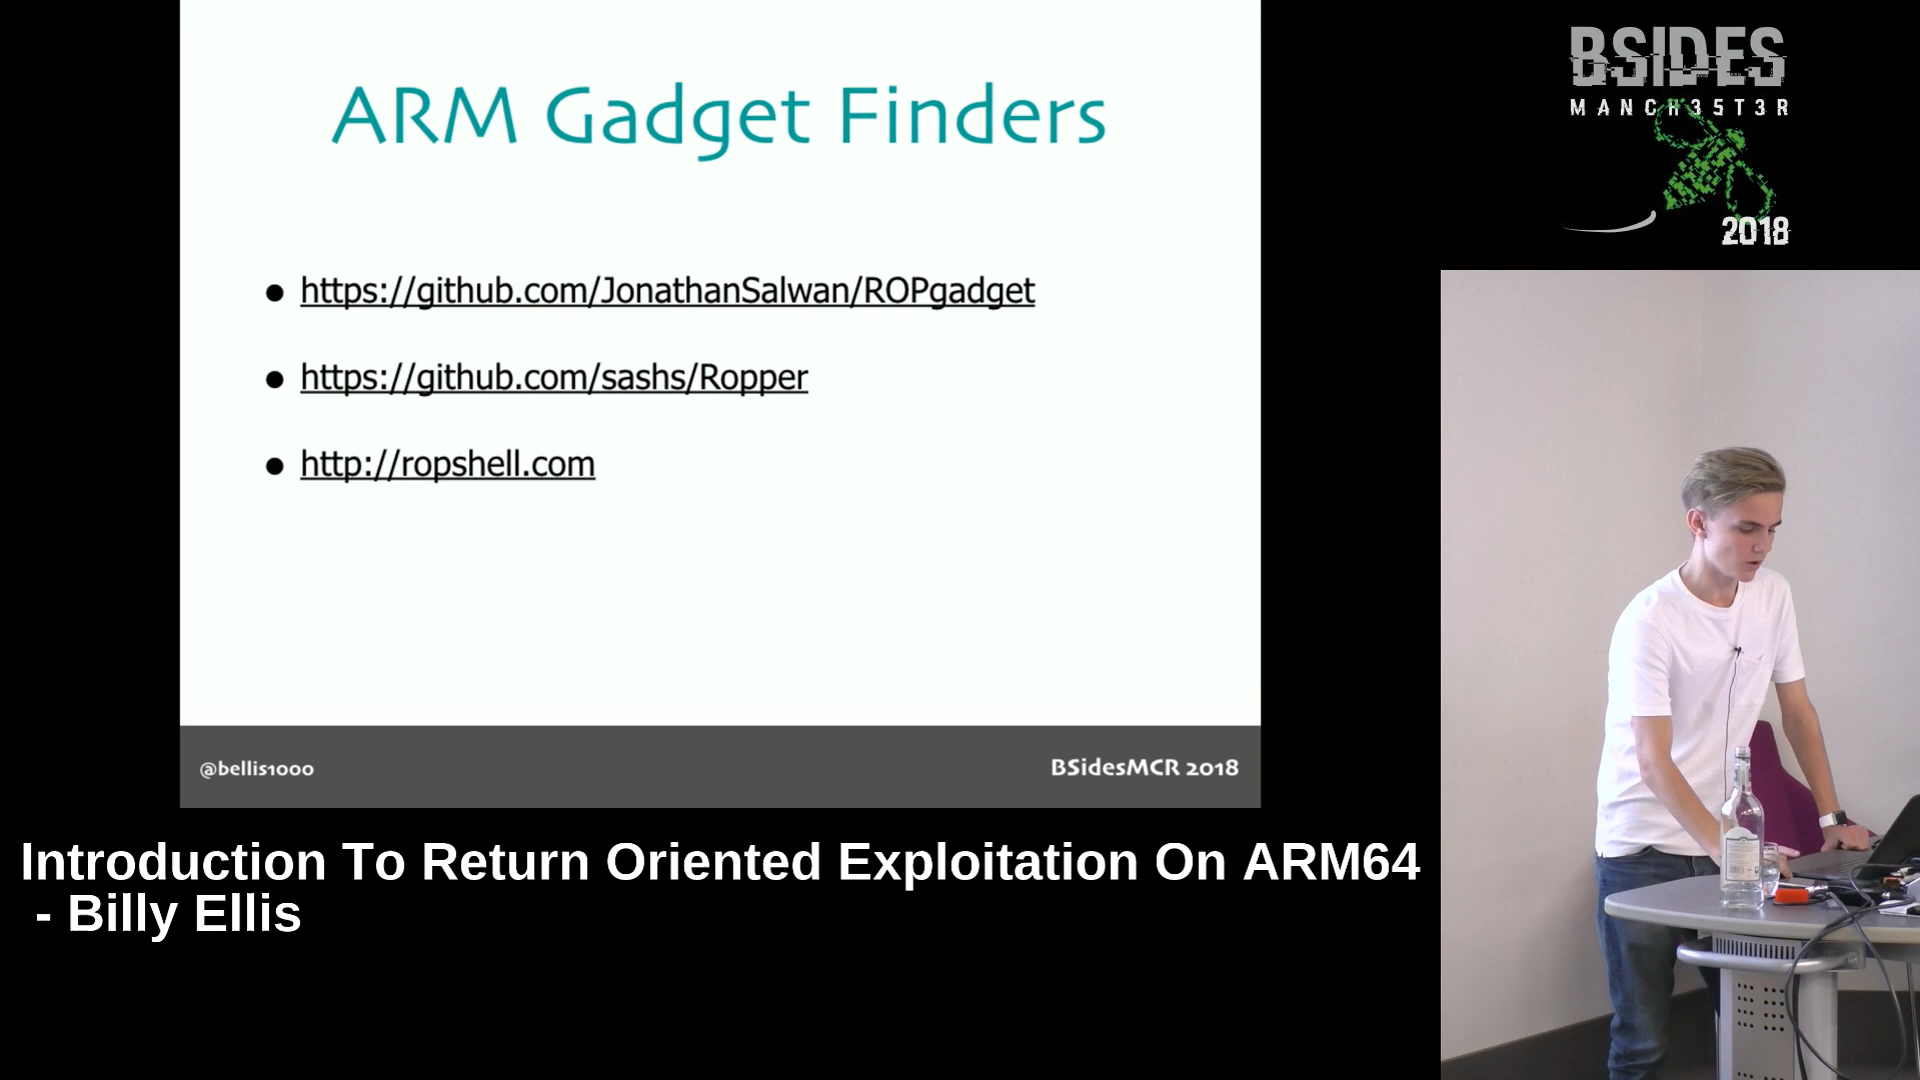 ARM Gadget Finders
• https://github.com/JonathanSalwan/ROPgadget
• https://github.com/sashs/Ropper
• http://ropshell.com
@bellis1000
BSidesMCR 2018
BSIDES
MANCH35T3R
2018
Introduction To Return Oriented Exploitation On ARM64
- Billy Ellis